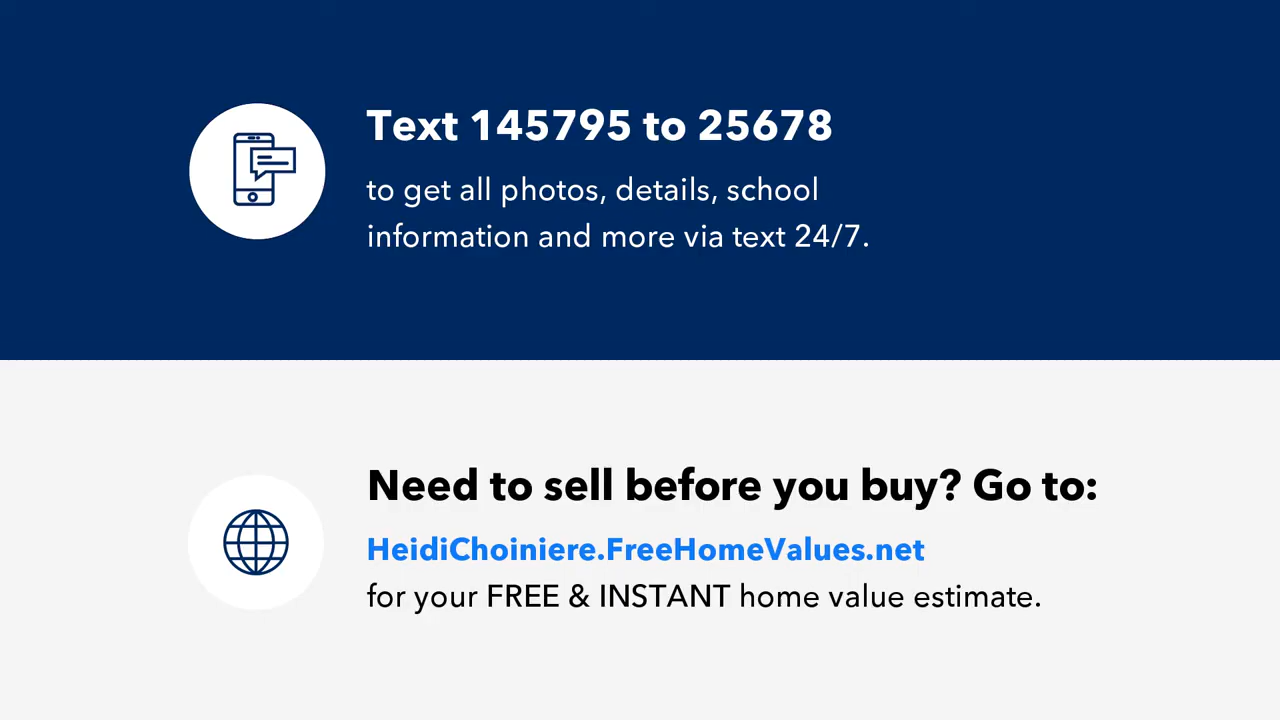 Text 145795 to 25678
to get all photos, details, school
information and more via text 24/7.
Need to sell before you buy? Go to:
HeidiChoiniere.FreeHomeValues.net
for your FREE & INSTANT home value estimate.